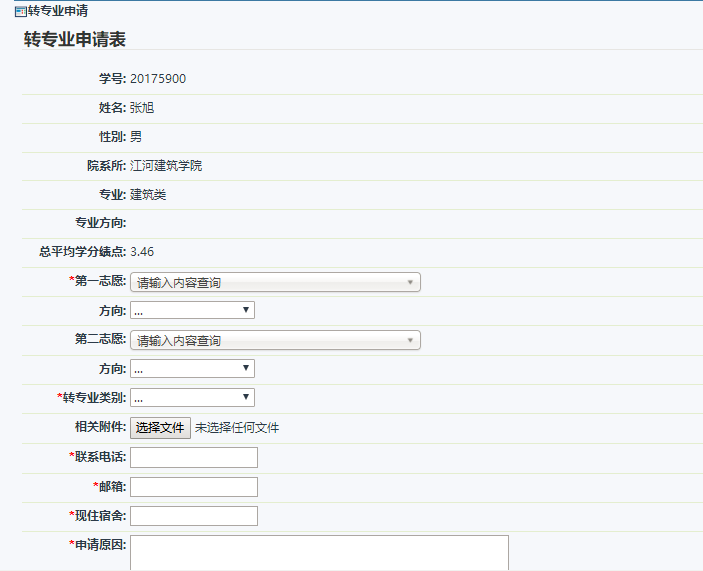 转专业申请
转专业申请表
学号: 20175900
姓名: 张旭
性别: 男
院系所: 江河建筑学院
专业: 建筑类
专业方向:
总平均学分绩点: 3.46
*第一志愿: 请输入内容查询
方向: ...
第二志愿: 请输入内容查询
方向: ...
*转专业类别: ...
相关附件: 选择文件 未选择任何文件
*联系电话:
*邮箱:
*现住宿舍:
*申请原因: